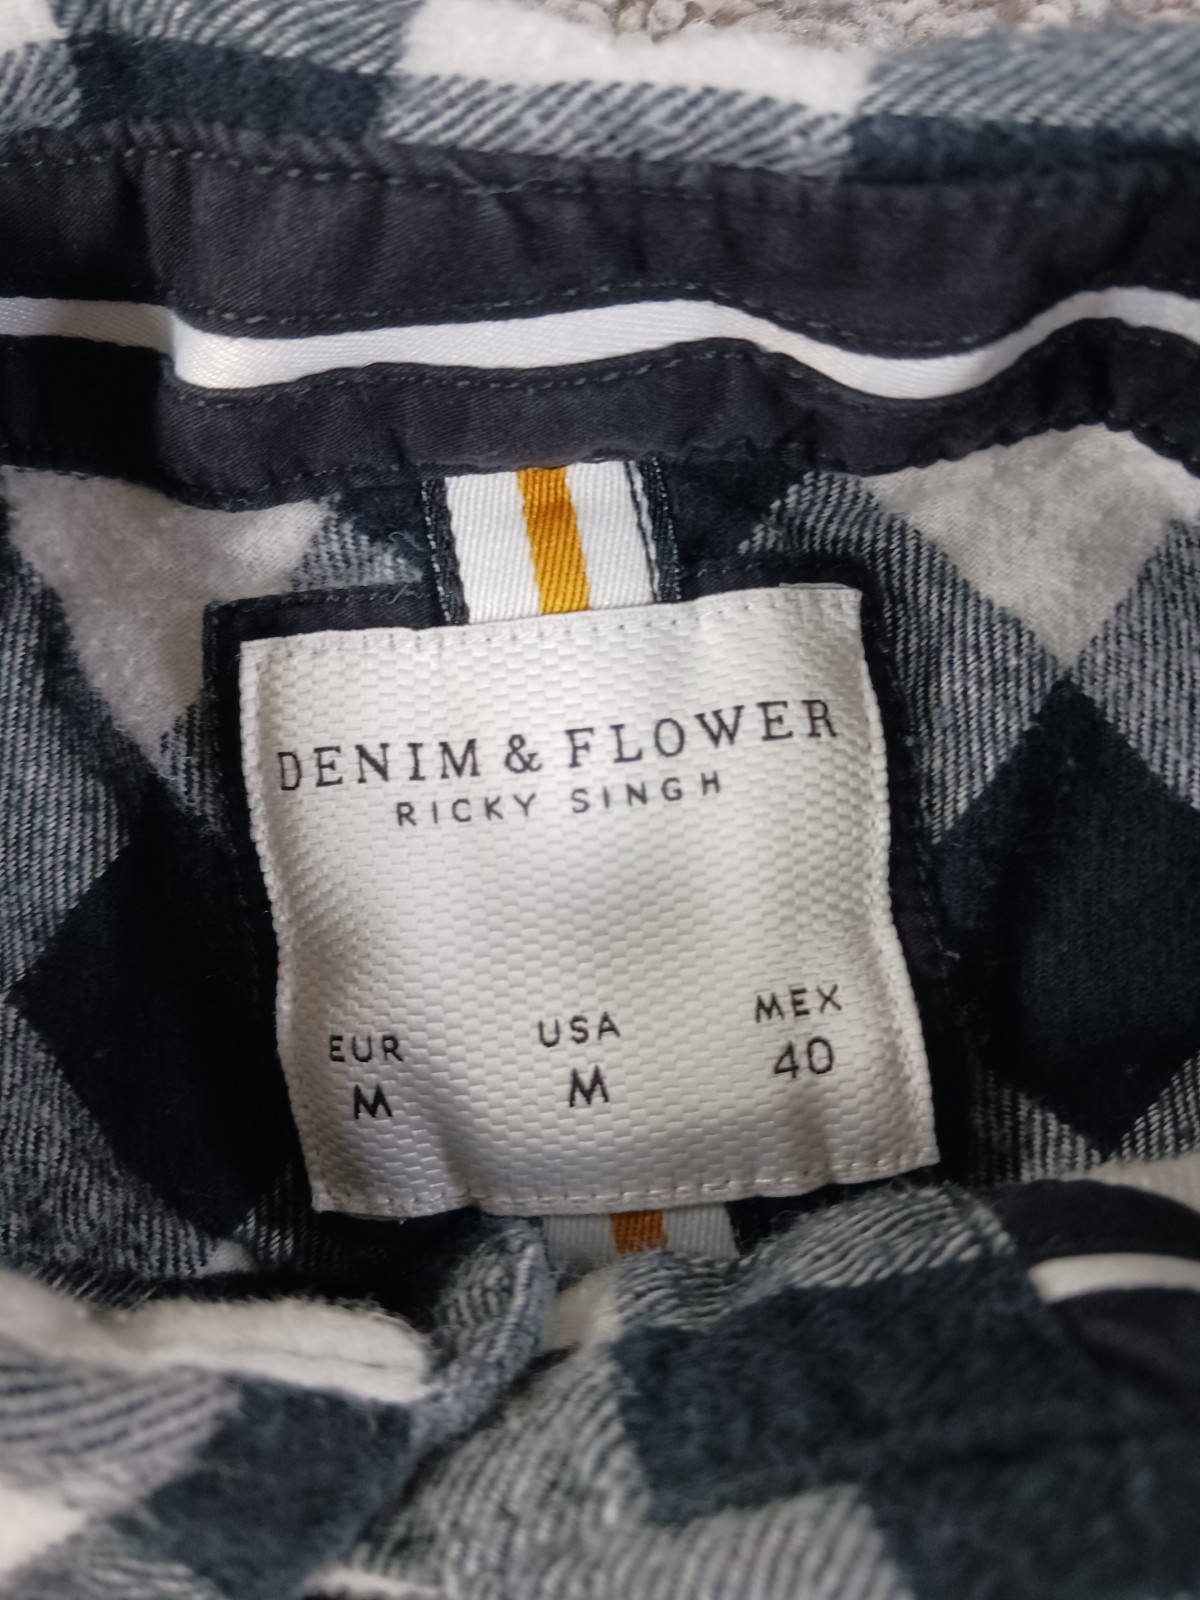 DENIM & FLOWER
RICKY SINGH
EUR USA MEX
M M 40